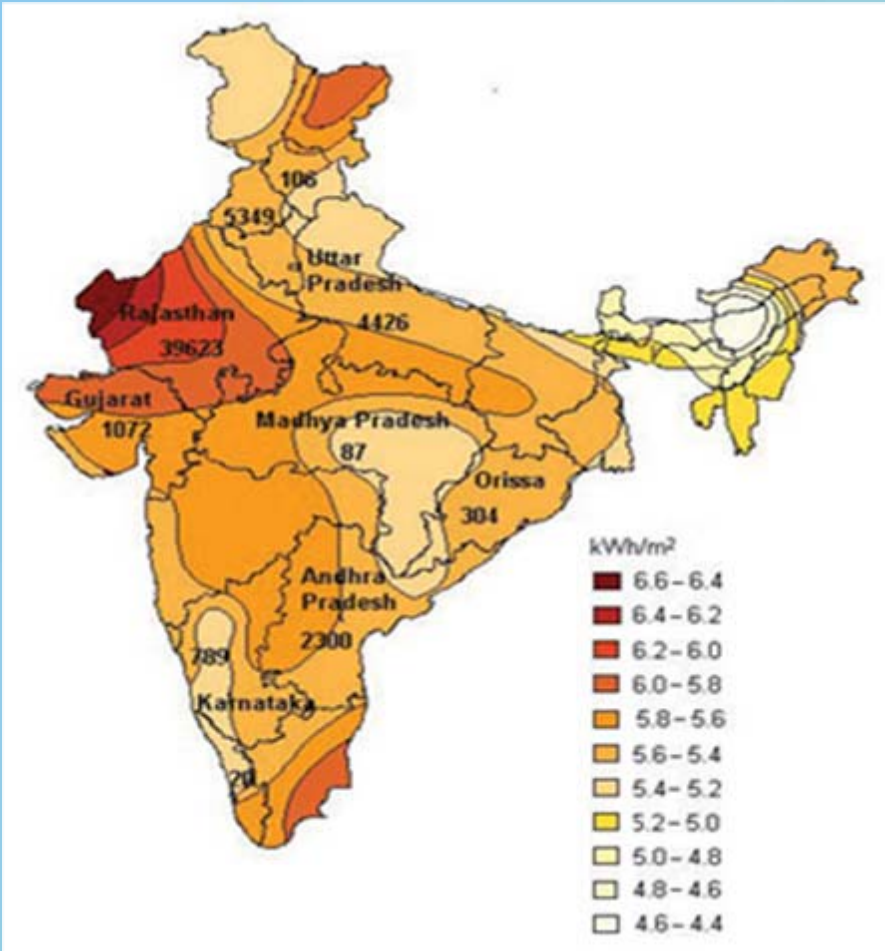 106
5349
Uttar
Pradesh
Rajasthan
4426
39623
Gujarat
1072
Madhya Pradesh
87
Orissa
304
Andhra
Pradesh
2300
789
Karnataka
kWh/m²
6.6–6.4
6.4–6.2
6.2–6.0
6.0–5.8
5.8–5.6
5.6–5.4
5.4–5.2
5.2–5.0
5.0–4.8
4.8–4.6
4.6–4.4